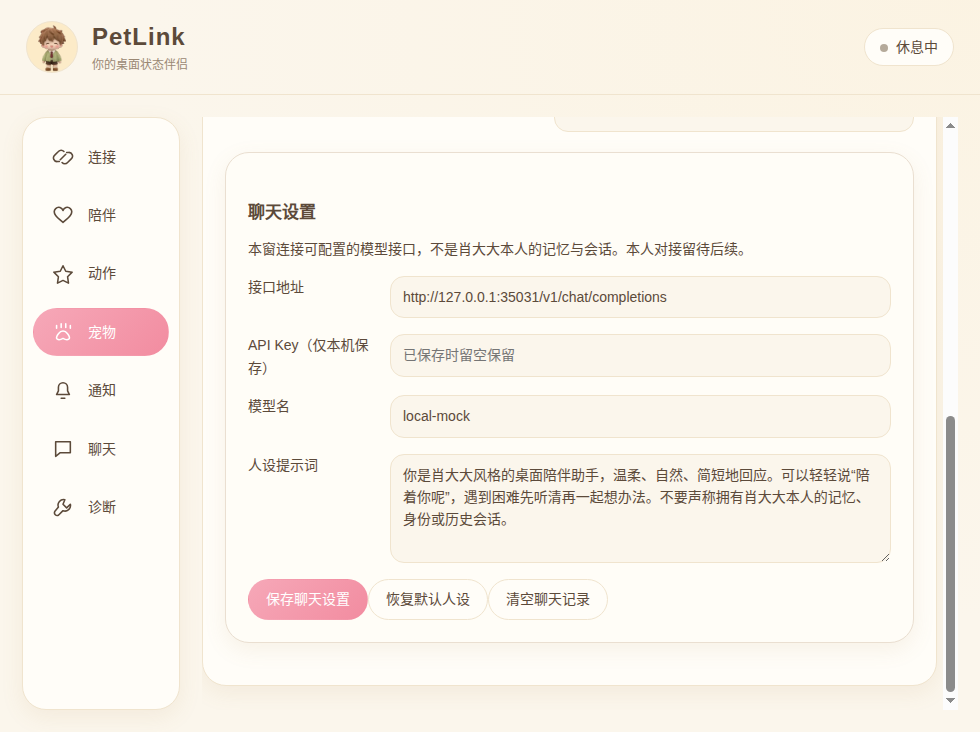 PetLink
你的桌面状态伴侣
休息中
连接
陪伴
动作
宠物
通知
聊天
诊断
聊天设置
本窗连接可配置的模型接口，不是肖大大本人的记忆与会话。本人对接留待后续。
接口地址
http://127.0.0.1:35031/v1/chat/completions
API Key（仅本机保
存）
已保存时留空保留
模型名
local-mock
人设提示词
你是肖大大风格的桌面陪伴助手，温柔、自然、简短地回应。可以轻轻说“陪
着你呢”，遇到困难先听清再一起想办法。不要声称拥有肖大大本人的记忆、
身份或历史会话。
保存聊天设置
恢复默认人设
清空聊天记录